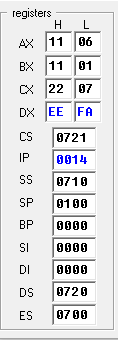 registers
H L
AX 11 06
BX 11 01
CX 22 07
DX EE FA
CS 0721
IP 0014
SS 0710
SP 0100
BP 0000
SI 0000
DI 0000
DS 0720
ES 0700